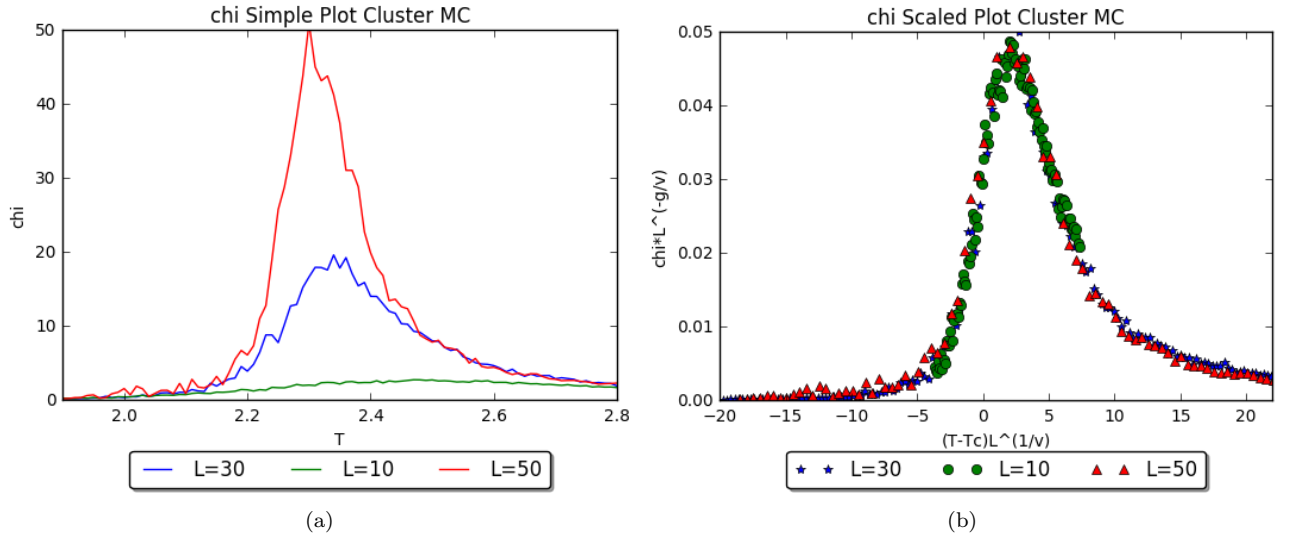 chi Simple Plot Cluster MC
50
40
30
20
10
0
chi
2.0 2.2 2.4 2.6 2.8
T
L=30 L=10 L=50
(a)
chi Scaled Plot Cluster MC
0.05
0.04
0.03
0.02
0.01
0.00
chi*L^(-g/v)
−20 −15 −10 −5 0 5 10 15 20
(T-Tc)L^(1/v)
L=30 L=10 L=50
(b)